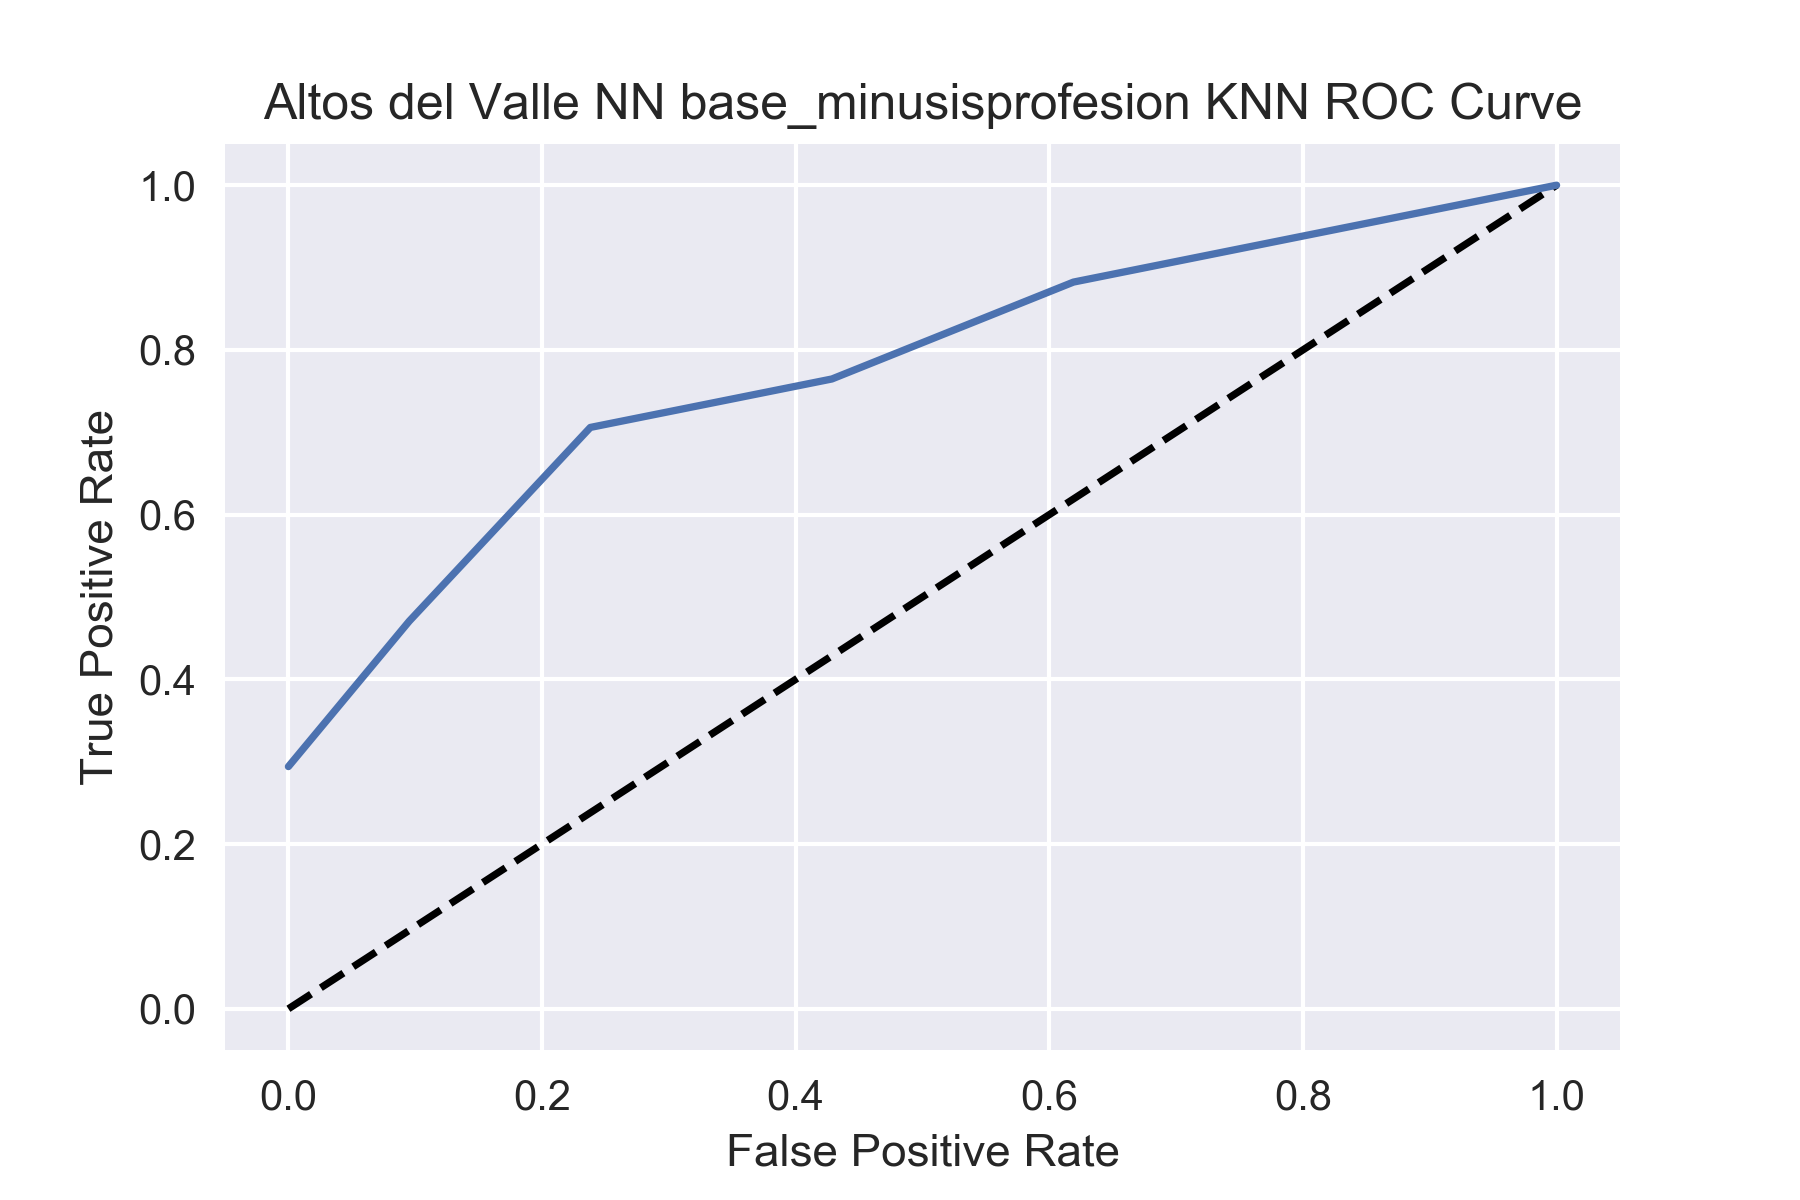 Altos del Valle NN base_minusisprofesion KNN ROC Curve
True Positive Rate
1.0
0.8
0.6
0.4
0.2
0.0
0.0 0.2 0.4 0.6 0.8 1.0
False Positive Rate